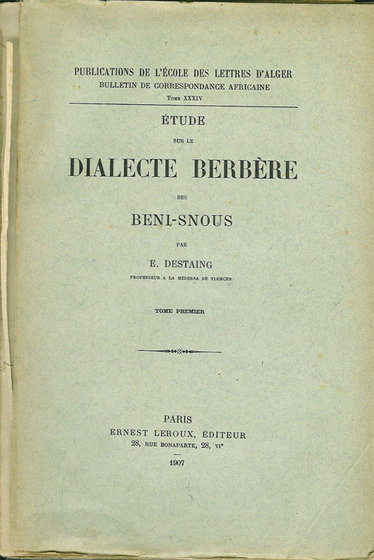 PUBLICATIONS DE L'ÉCOLE DES LETTRES D'ALGER
BULLETIN DE CORRESPONDANCE AFRICAINE
TOME XXXIV
ÉTUDE
SUR LE
DIALECTE BERBÈRE
DES
BENI-SNOUS
PAR
E. DESTAING
PROFESSEUR A LA MEDERSA DE TLEMCEN
TOME PREMIER
PARIS
ERNEST LEROUX, ÉDITEUR
28, RUE BONAPARTE, 28, VIe
1907